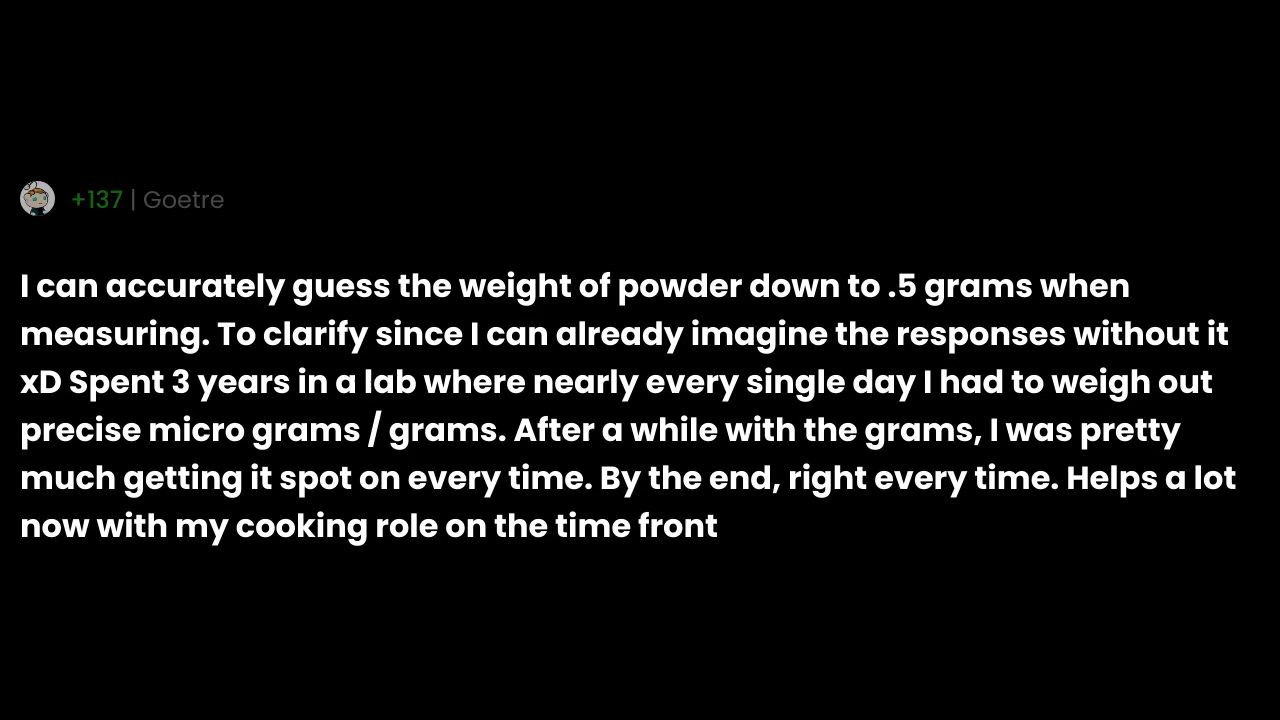 +137 | Goetre
I can accurately guess the weight of powder down to .5 grams when
measuring. To clarify since I can already imagine the responses without it
xD Spent 3 years in a lab where nearly every single day I had to weigh out
precise micro grams / grams. After a while with the grams, I was pretty
much getting it spot on every time. By the end, right every time. Helps a lot
now with my cooking role on the time front